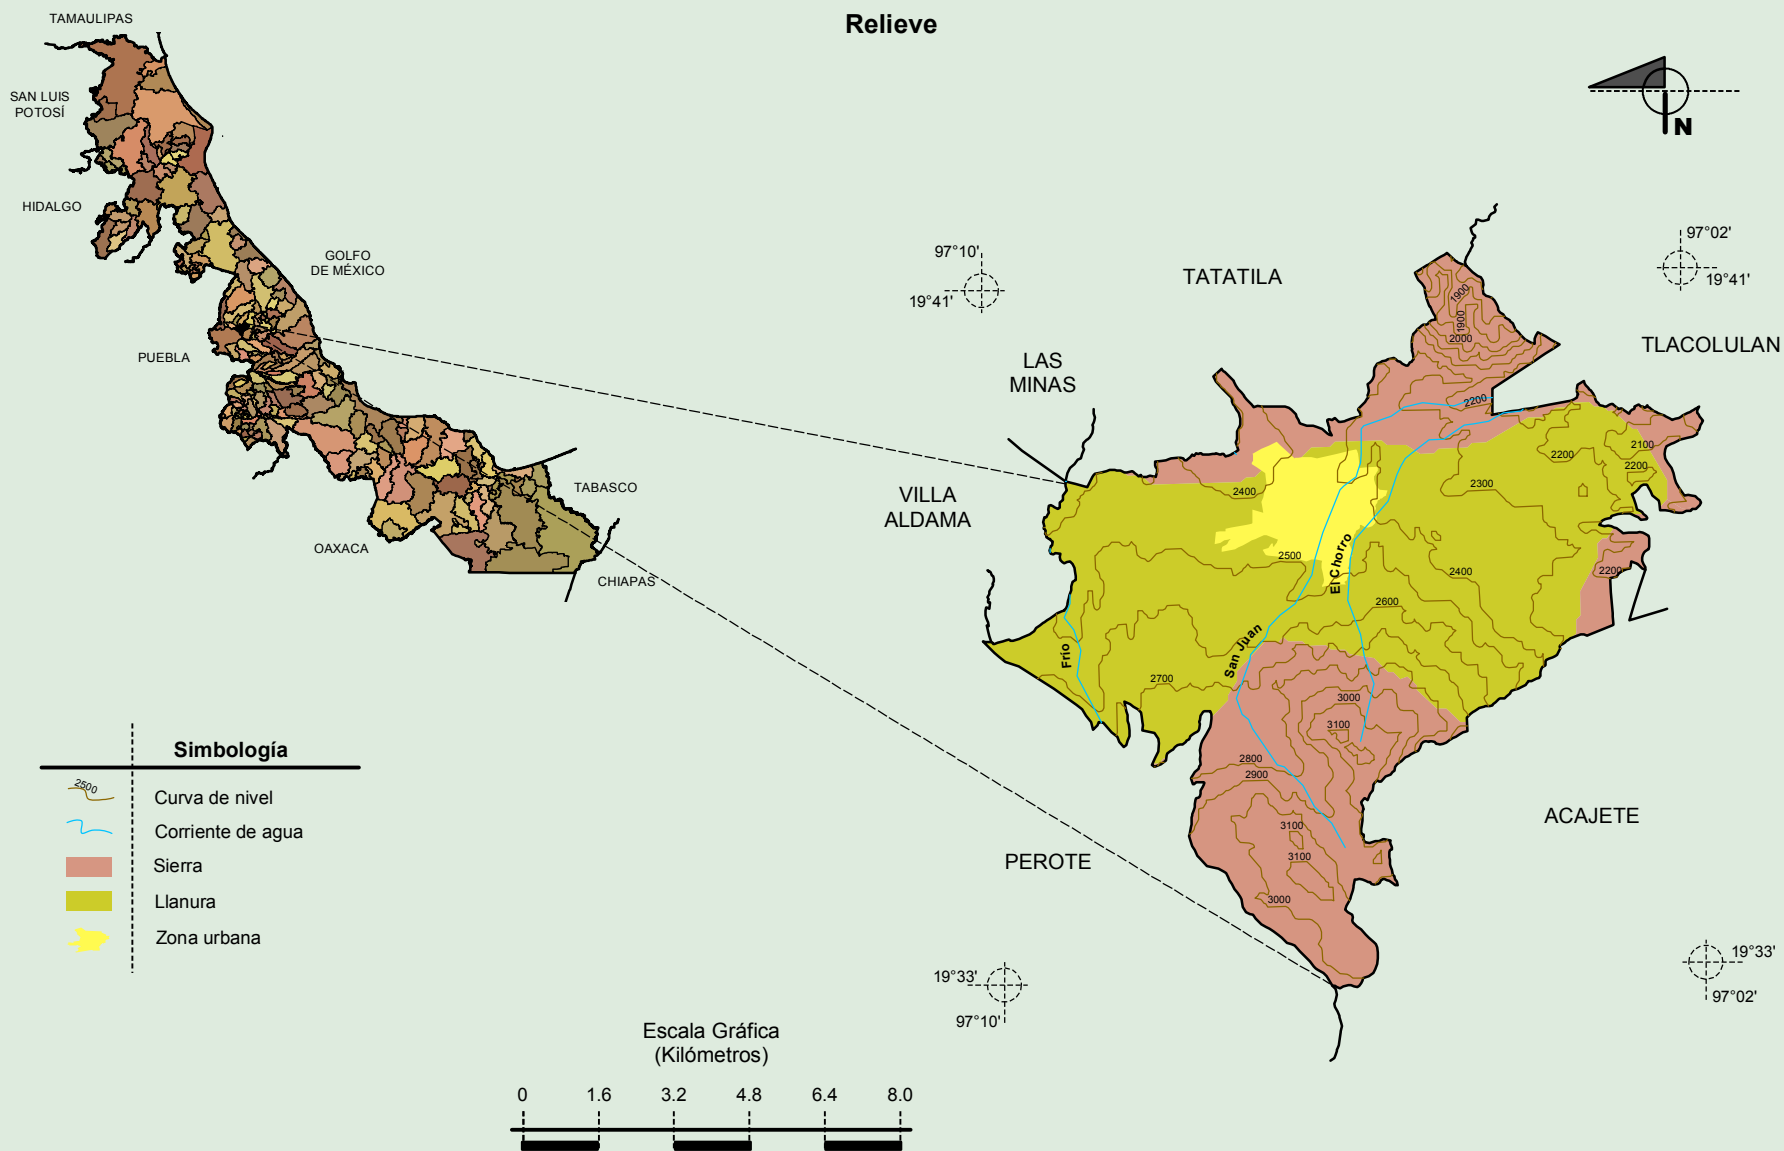 Relieve
TAMAULIPAS
SAN LUIS
POTOSÍ
HIDALGO
GOLFO
DE MÉXICO
PUEBLA
TABASCO
OAXACA
CHIAPAS
N
97°10'
19°41'
97°02'
19°41'
TATATILA
TLACOLULAN
LAS
MINAS
VILLA
ALDAMA
PEROTE
ACAJETE
1900
1900
2000
2200
2100
2200
2200
2300
2400
2500
2400
2200
2600
El Chorro
San Juan
Frío
2700
3000
3100
2800
2900
3100
3100
3000
19°33'
97°10'
19°33'
97°02'
Simbología
2500
Curva de nivel
Corriente de agua
Sierra
Llanura
Zona urbana
Escala Gráfica
(Kilómetros)
0 1.6 3.2 4.8 6.4 8.0